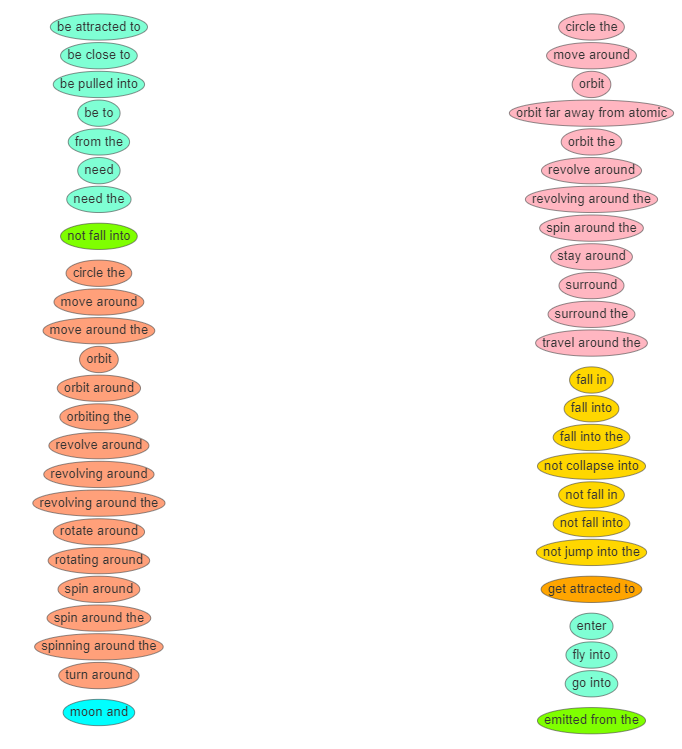 be attracted to
be close to
be pulled into
be to
from the
need
need the
not fall into
circle the
move around
move around the
orbit
orbit around
orbiting the
revolve around
revolving around
revolving around the
rotate around
rotating around
spin around
spin around the
spinning around the
turn around
moon and
circle the
move around
orbit
orbit far away from atomic
orbit the
revolve around
revolving around the
spin around the
stay around
surround
surround the
travel around the
fall in
fall into
fall into the
not collapse into
not fall in
not fall into
not jump into the
get attracted to
enter
fly into
go into
emitted from the